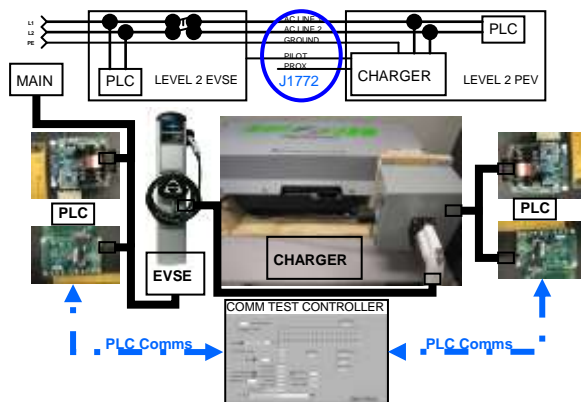 L1
L2
PE
AC LINE 1
AC LINE 2
GROUND
PILOT
PROX
J1772
PLC
LEVEL 2 EVSE
PLC
CHARGER
LEVEL 2 PEV
MAIN
PLC
EVSE
CHARGER
PLC
COMM TEST CONTROLLER
PLC Comms
PLC Comms